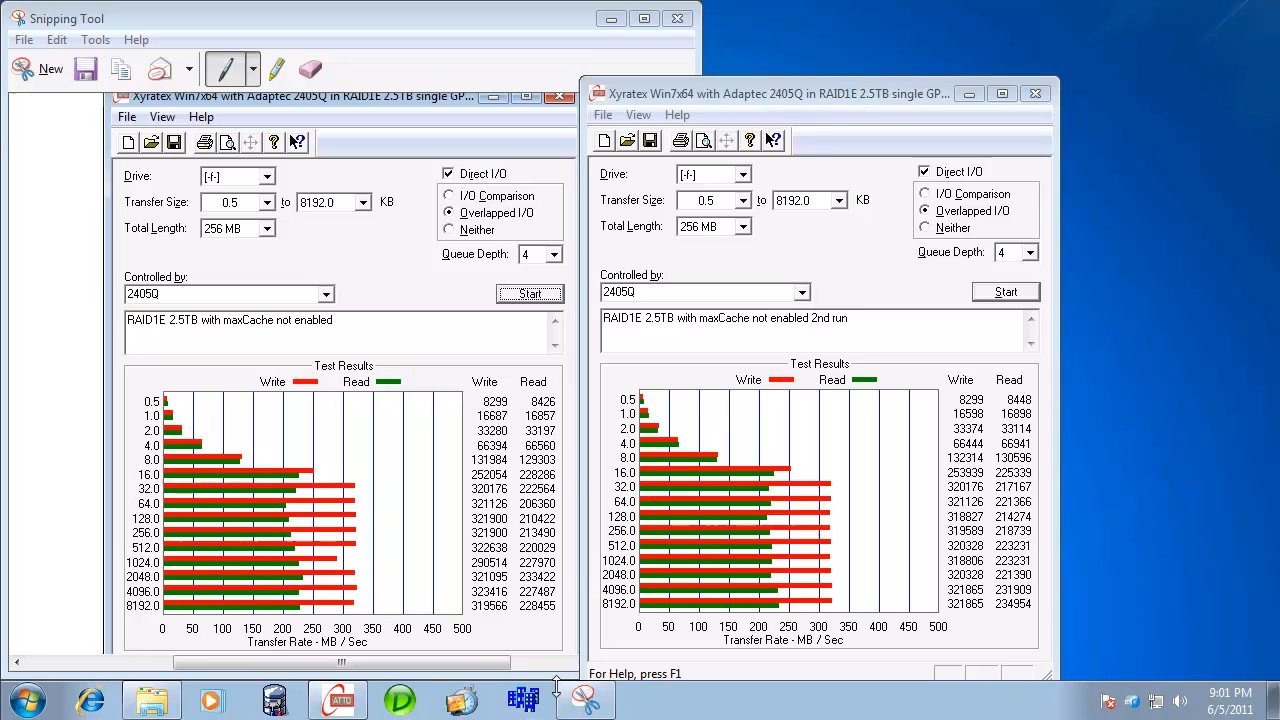 Snipping Tool
File Edit Tools Help
New
Xyratex Win7x64 with Adaptec 2405Q in RAID1E 2.5TB single GP...
File View Help
Drive: [-f-]
Direct I/O
Transfer Size: 0.5 to 8192.0 KB
I/O Comparison
Overlapped I/O
Total Length: 256 MB
Neither
Queue Depth: 4
Controlled by:
2405Q
Start
RAID1E 2.5TB with maxCache not enabled
Test Results
Write Read Write Read
0.5 8299 8426
1.0 16687 16857
2.0 33280 33197
4.0 66394 66560
8.0 131984 129303
16.0 252054 228286
32.0 320176 222564
64.0 321126 206360
128.0 321900 210422
256.0 321900 213490
512.0 322638 220029
1024.0 290514 227970
2048.0 321095 233422
4096.0 323416 227487
8192.0 319566 228455
0 50 100 150 200 250 300 350 400 450 500
Transfer Rate - MB / Sec
Xyratex Win7x64 with Adaptec 2405Q in RAID1E 2.5TB single GP...
File View Help
Drive: [-f-]
Direct I/O
Transfer Size: 0.5 to 8192.0 KB
I/O Comparison
Overlapped I/O
Total Length: 256 MB
Neither
Queue Depth: 4
Controlled by:
2405Q
Start
RAID1E 2.5TB with maxCache not enabled 2nd run
Test Results
Write Read Write Read
0.5 8299 8448
1.0 16598 16898
2.0 33374 33114
4.0 66444 66941
8.0 132314 130596
16.0 253939 225339
32.0 320176 217167
64.0 321126 221366
128.0 318827 214274
256.0 319589 218739
512.0 320328 223231
1024.0 318806 223231
2048.0 320328 221390
4096.0 321865 231909
8192.0 321865 234954
0 50 100 150 200 250 300 350 400 450 500
Transfer Rate - MB / Sec
For Help, press F1
ATTO
9:01 PM
6/5/2011